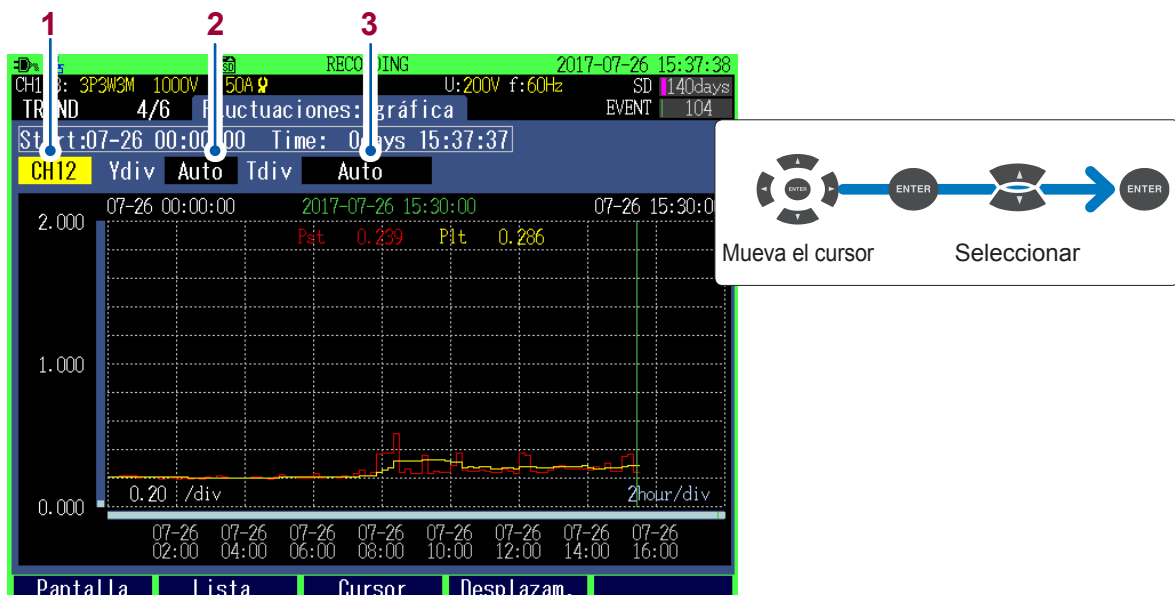 1 2 3
SD RECORDING 2017-07-26 15:37:38
3P3W3M 1000V 50A U:200V f:60Hz SD 140days
TREND 4/6 Fluctuaciones: gráfica EVENT 104
Start:07-26 00:00:00 Time: 0days 15:37:37
CH12 Ydiv Auto Tdiv Auto
07-26 00:00:00 2017-07-26 15:30:00 07-26 15:30:0
2.000
Pst 0.239 Plt 0.286
1.000
0.20 /div 2hour/div
0.000
07-26 07-26 07-26 07-26 07-26 07-26 07-26 07-26
02:00 04:00 06:00 08:00 10:00 12:00 14:00 16:00
Pantalla Lista Cursor Desplazam.
ENTER ENTER ENTER
Mueva el cursor Seleccionar